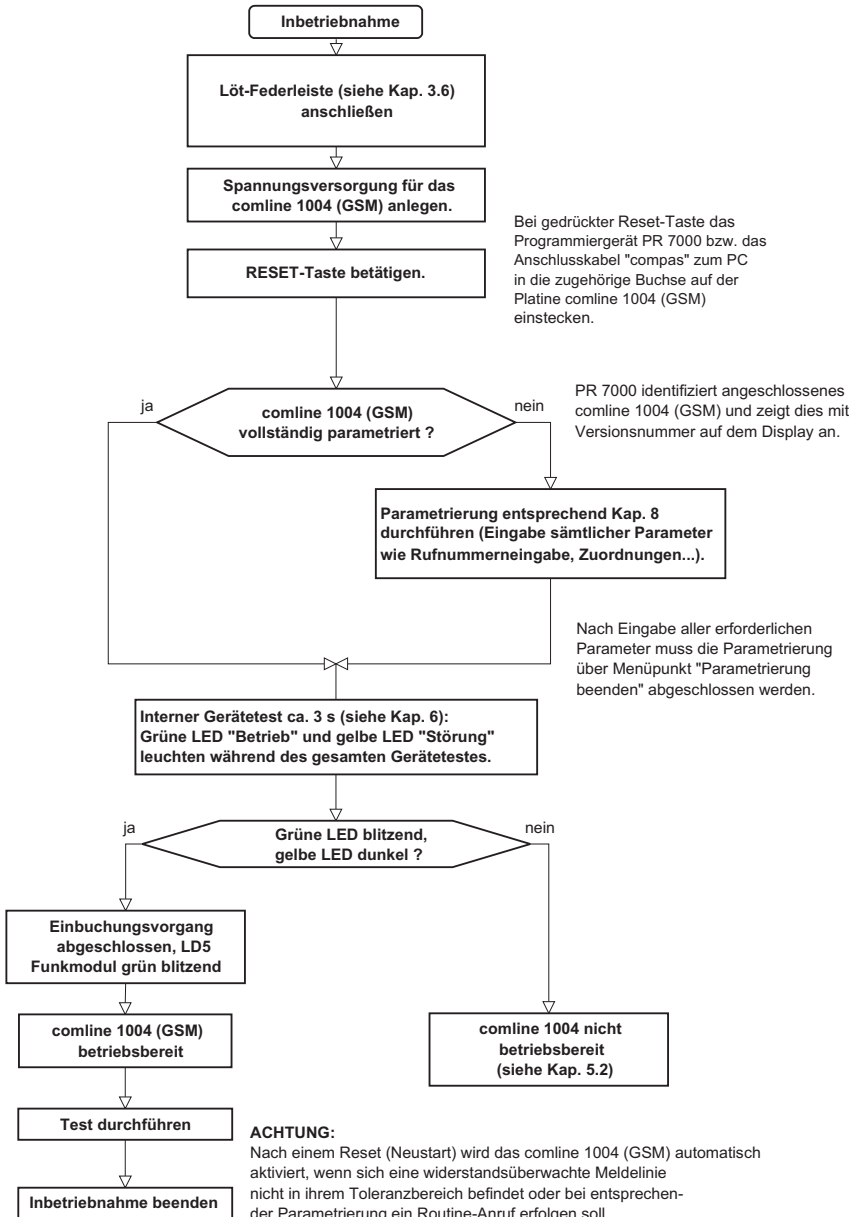 Inbetriebnahme
Löt-Federleiste (siehe Kap. 3.6)
anschließen
Spannungsversorgung für das
comline 1004 (GSM) anlegen.
RESET-Taste betätigen.
Bei gedrückter Reset-Taste das
Programmiergerät PR 7000 bzw. das
Anschlusskabel "compas" zum PC
in die zugehörige Buchse auf der
Platine comline 1004 (GSM)
einstecken.
ja
comline 1004 (GSM)
vollständig parametriert ?
nein
PR 7000 identifiziert angeschlossenes
comline 1004 (GSM) und zeigt dies mit
Versionsnummer auf dem Display an.
Parametrierung entsprechend Kap. 8
durchführen (Eingabe sämtlicher Parameter
wie Rufnummerneingabe, Zuordnungen...).
Nach Eingabe aller erforderlichen
Parameter muss die Parametrierung
über Menüpunkt "Parametrierung
beenden" abgeschlossen werden.
Interner Gerätetest ca. 3 s (siehe Kap. 6):
Grüne LED "Betrieb" und gelbe LED "Störung"
leuchten während des gesamten Gerätetestes.
ja
Grüne LED blitzend,
gelbe LED dunkel ?
nein
Einbuchungsvorgang
abgeschlossen, LD5
Funkmodul grün blitzend
comline 1004 (GSM)
betriebsbereit
comline 1004 nicht
betriebsbereit
(siehe Kap. 5.2)
Test durchführen
Inbetriebnahme beenden
ACHTUNG:
Nach einem Reset (Neustart) wird das comline 1004 (GSM) automatisch
aktiviert, wenn sich eine widerstandsüberwachte Meldelinie
nicht in ihrem Toleranzbereich befindet oder bei entsprechen-
der Parametrierung ein Routine-Anruf erfolgen soll